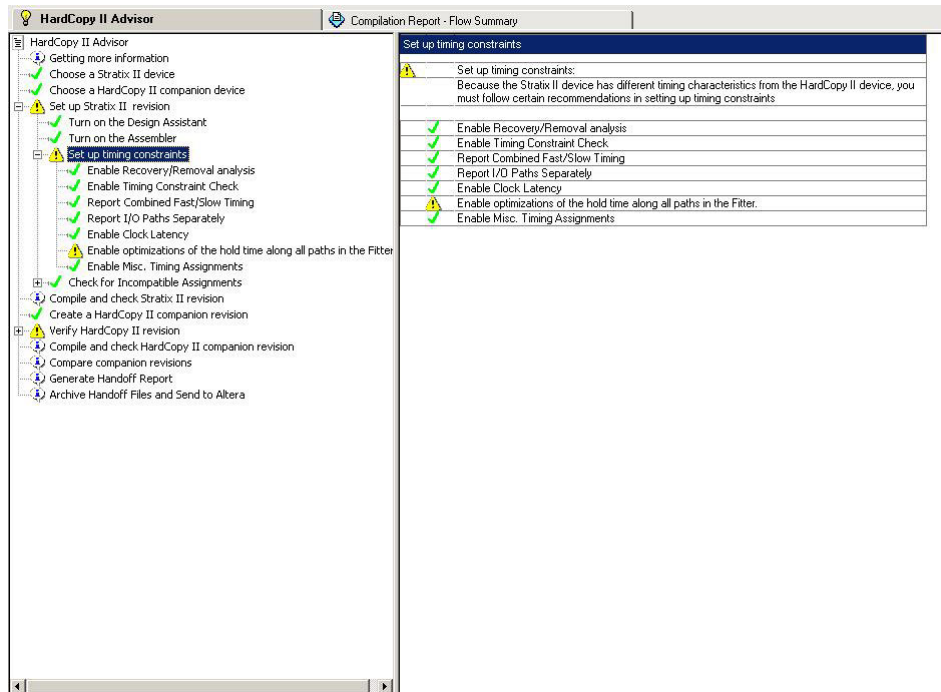 HardCopy II Advisor
Compilation Report - Flow Summary
HardCopy II Advisor
Getting more information
Choose a Stratix II device
Choose a HardCopy II companion device
Set up Stratix II revision
Turn on the Design Assistant
Turn on the Assembler
Set up timing constraints
Enable Recovery/Removal analysis
Enable Timing Constraint Check
Report Combined Fast/Slow Timing
Report I/O Paths Separately
Enable Clock Latency
Enable optimizations of the hold time along all paths in the Fitter
Enable Misc. Timing Assignments
Check for Incompatible Assignments
Compile and check Stratix II revision
Create a HardCopy II companion revision
Verify HardCopy II revision
Compile and check HardCopy II companion revision
Compare companion revisions
Generate Handoff Report
Archive Handoff Files and Send to Altera
Set up timing constraints
Set up timing constraints:
Because the Stratix II device has different timing characteristics from the HardCopy II device, you
must follow certain recommendations in setting up timing constraints
Enable Recovery/Removal analysis
Enable Timing Constraint Check
Report Combined Fast/Slow Timing
Report I/O Paths Separately
Enable Clock Latency
Enable optimizations of the hold time along all paths in the Fitter.
Enable Misc. Timing Assignments